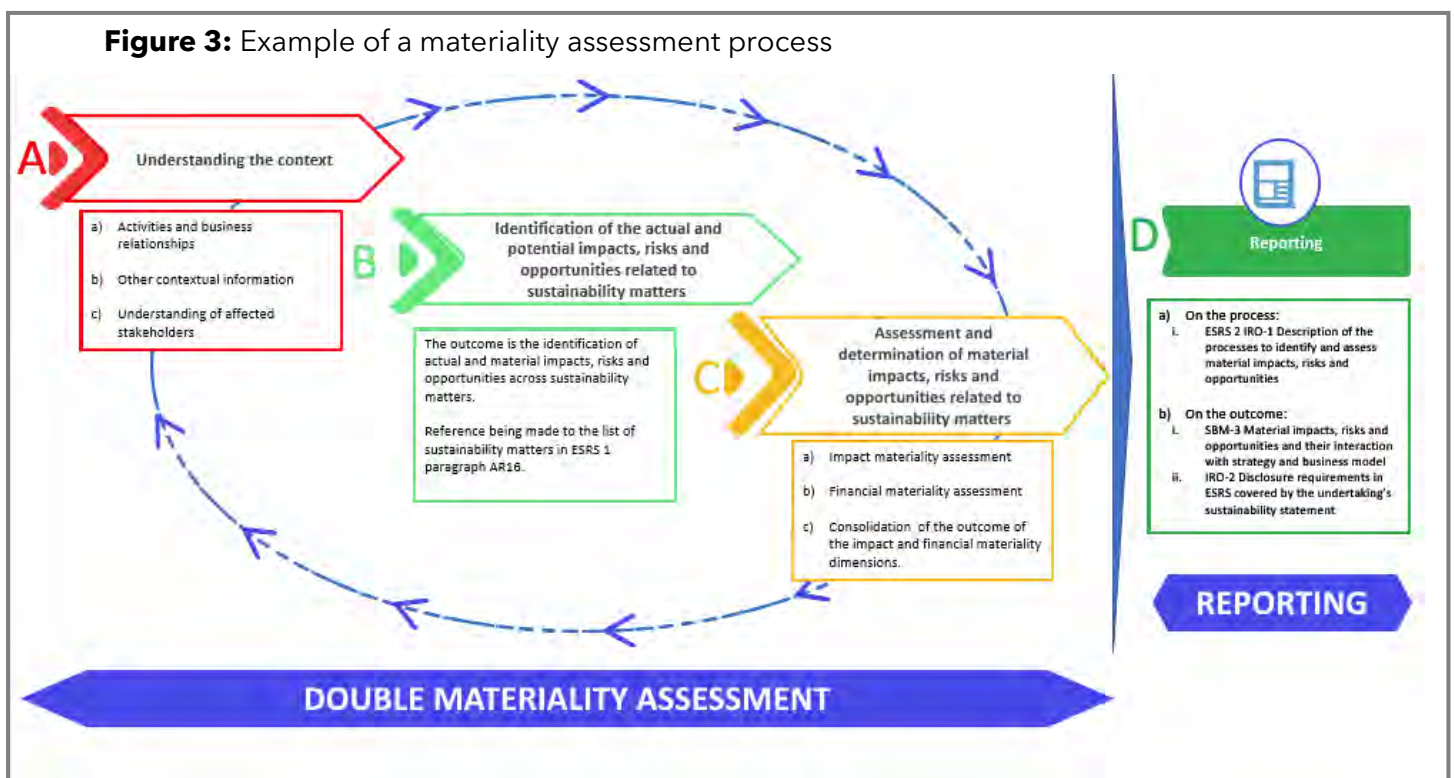 Figure 3: Example of a materiality assessment process
A
Understanding the context
a) Activities and business
relationships
b) Other contextual information
c) Understanding of affected
stakeholders
B
Identification of the actual and
potential impacts, risks and
opportunities related to
sustainability matters
The outcome is the identification of
actual and material impacts, risks and
opportunities across sustainability
matters.
Reference being made to the list of
sustainability matters in ESRS 1
paragraph AR16.
C
Assessment and
determination of material
impacts, risks and
opportunities related to
sustainability matters
a) Impact materiality assessment
b) Financial materiality assessment
c) Consolidation of the outcome of
the impact and financial materiality
dimensions.
DOUBLE MATERIALITY ASSESSMENT
D
Reporting
a) On the process:
i. ESRS 2 IRO-1 Description of the
processes to identify and assess
material impacts, risks and
opportunities
b) On the outcome:
i. SBM-3 Material impacts, risks and
opportunities and their interaction
with strategy and business model
ii. IRO-2 Disclosure requirements in
ESRS covered by the undertaking's
sustainability statement
REPORTING